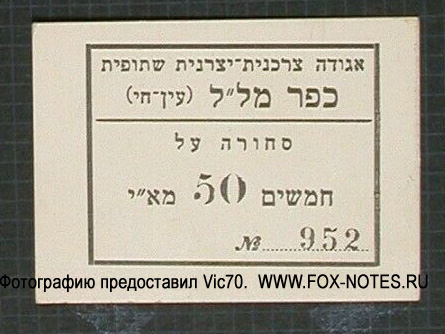 אגודה צרכנית-יצרנית שתופית
כפר מל״ל (עין-חי)
סחורה על
חמשים 50 מא״י
№ 952
Фотографию предоставил Vic70. WWW.FOX-NOTES.RU